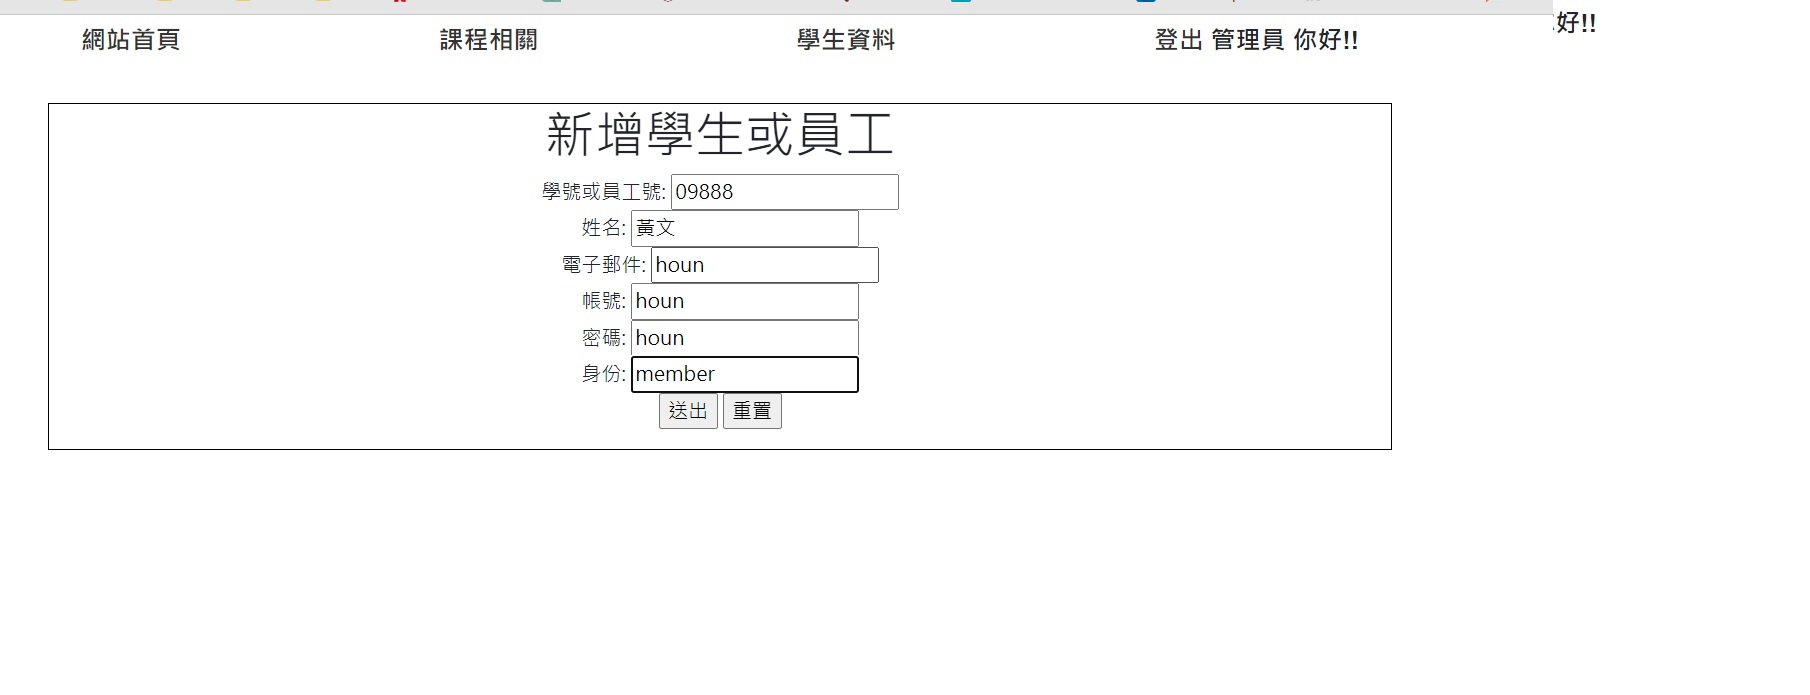 網站首頁 課程相關 學生資料 登出 管理員 你好!!
好!!
新增學生或員工
學號或員工號: 09888
姓名: 黃文
電子郵件: houn
帳號: houn
密碼: houn
身份: member
送出 重置